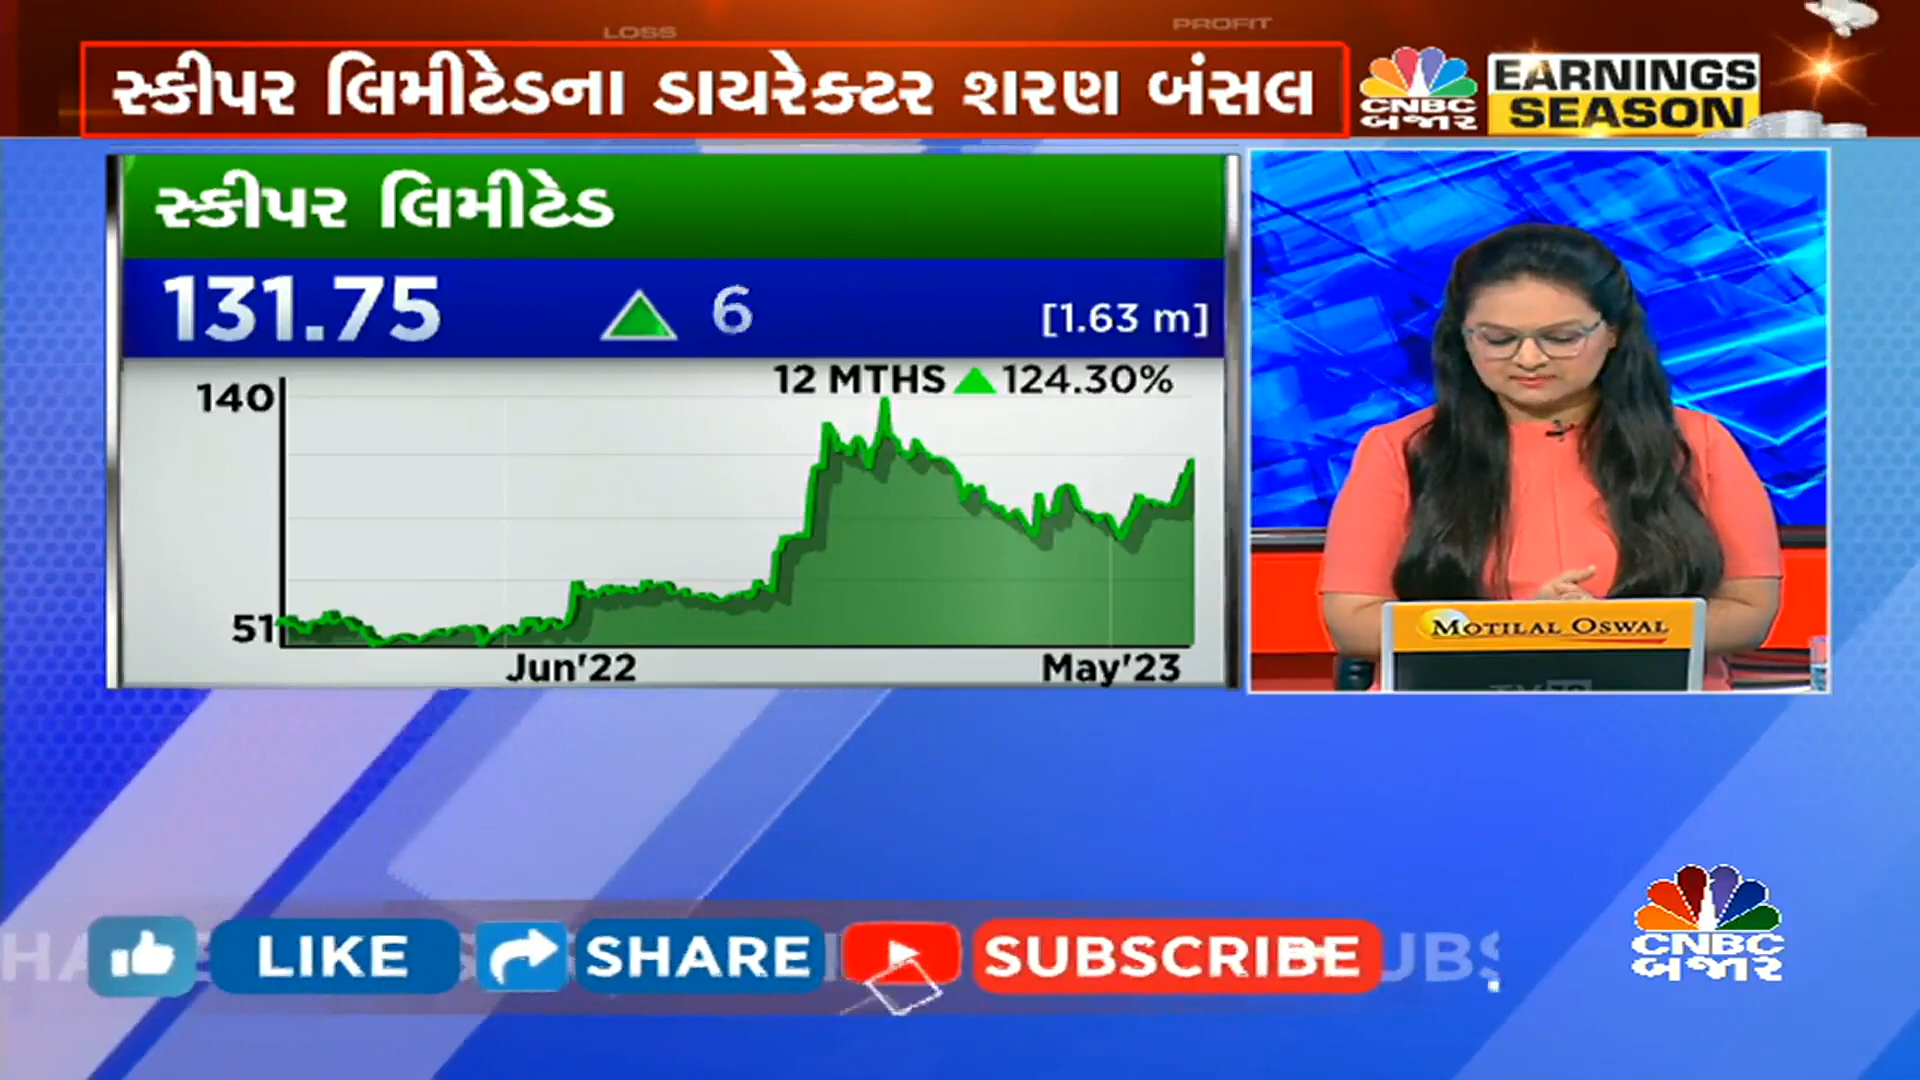 LOSS
PROFIT
સ્કીપર લિમીટેડના ડાયરેક્ટર શરણ બંસલ
CNBC
બજાર
EARNINGS
SEASON
સ્કીપર લિમીટેડ
131.75 6 [1.63 m]
12 MTHS 124.30%
140
51
Jun'22 May'23
MOTILAL OSWAL
LIKE SHARE SUBSCRIBE
CNBC
બજાર